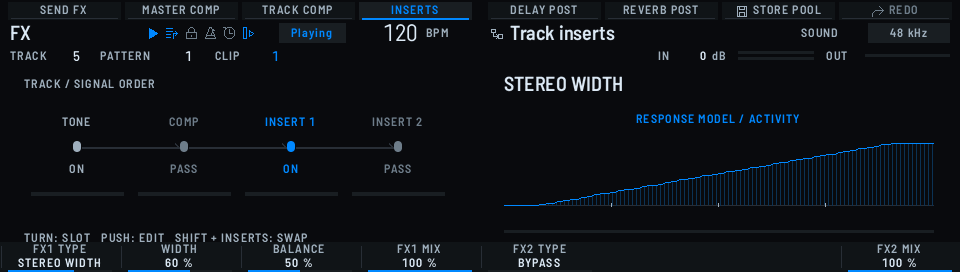 SEND FX MASTER COMP TRACK COMP INSERTS DELAY POST REVERB POST STORE POOL REDO
FX Playing 120 BPM Track inserts SOUND 48 kHz
TRACK 5 PATTERN 1 CLIP 1 IN 0 dB OUT
TRACK / SIGNAL ORDER STEREO WIDTH
TONE COMP INSERT 1 INSERT 2 RESPONSE MODEL / ACTIVITY
ON PASS ON PASS
TURN: SLOT PUSH: EDIT SHIFT + INSERTS: SWAP
FX1 TYPE WIDTH BALANCE FX1 MIX FX2 TYPE FX2 MIX
STEREO WIDTH 60 % 50 % 100 % BYPASS 100 %